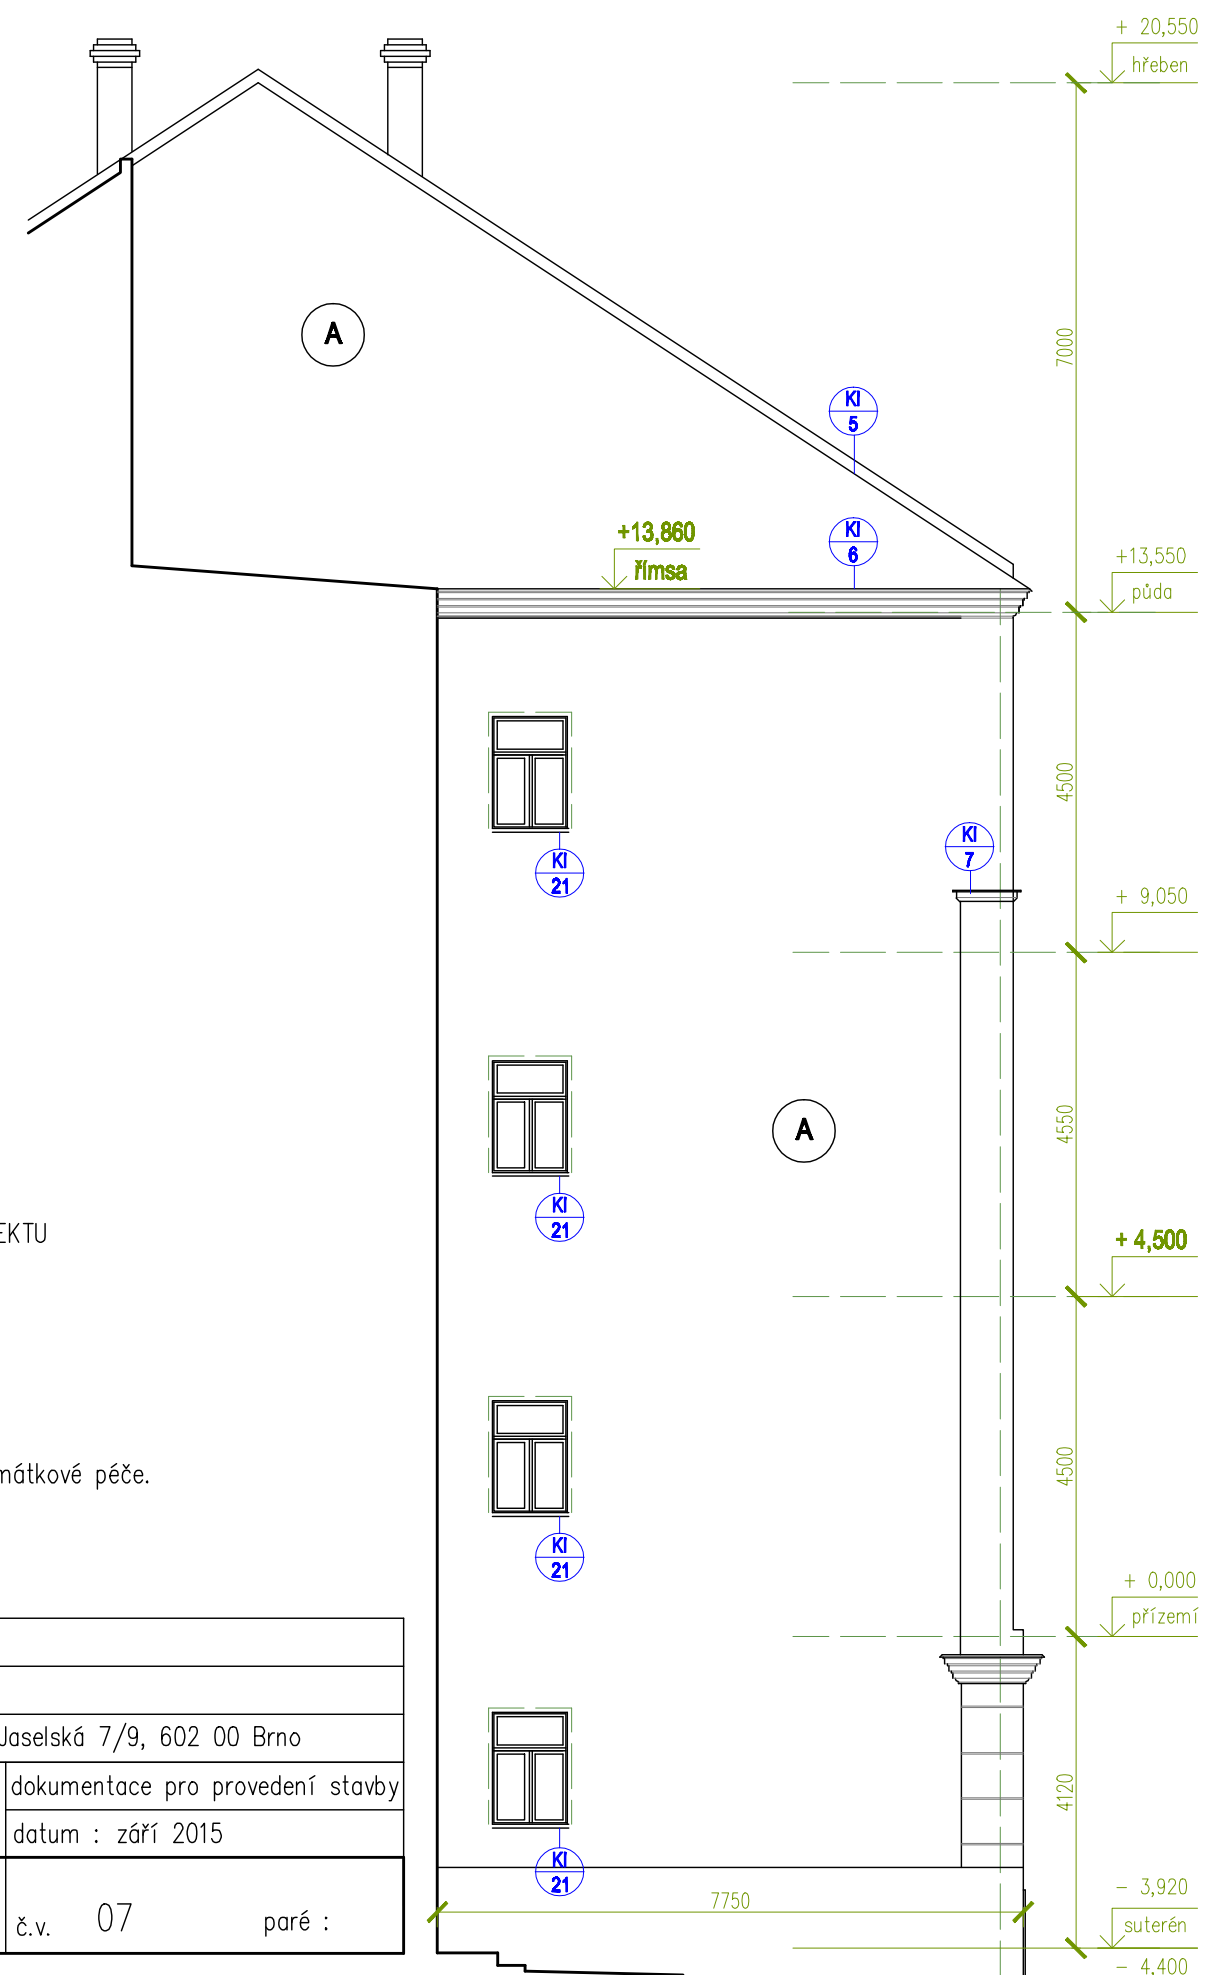 + 20,550
hřeben
A
7000
Kl
5
+13,860
římsa
Kl
6
+13,550
půda
4500
Kl
21
Kl
7
+ 9,050
4550
A
Kl
21
EKTU
+ 4,500
4500
mátkové péče.
Kl
21
+ 0,000
přízemí
Jaselská 7/9, 602 00 Brno
dokumentace pro provedení stavby
datum : září 2015
4120
Kl
21
č.v. 07 paré :
7750
- 3,920
suterén
- 4,400